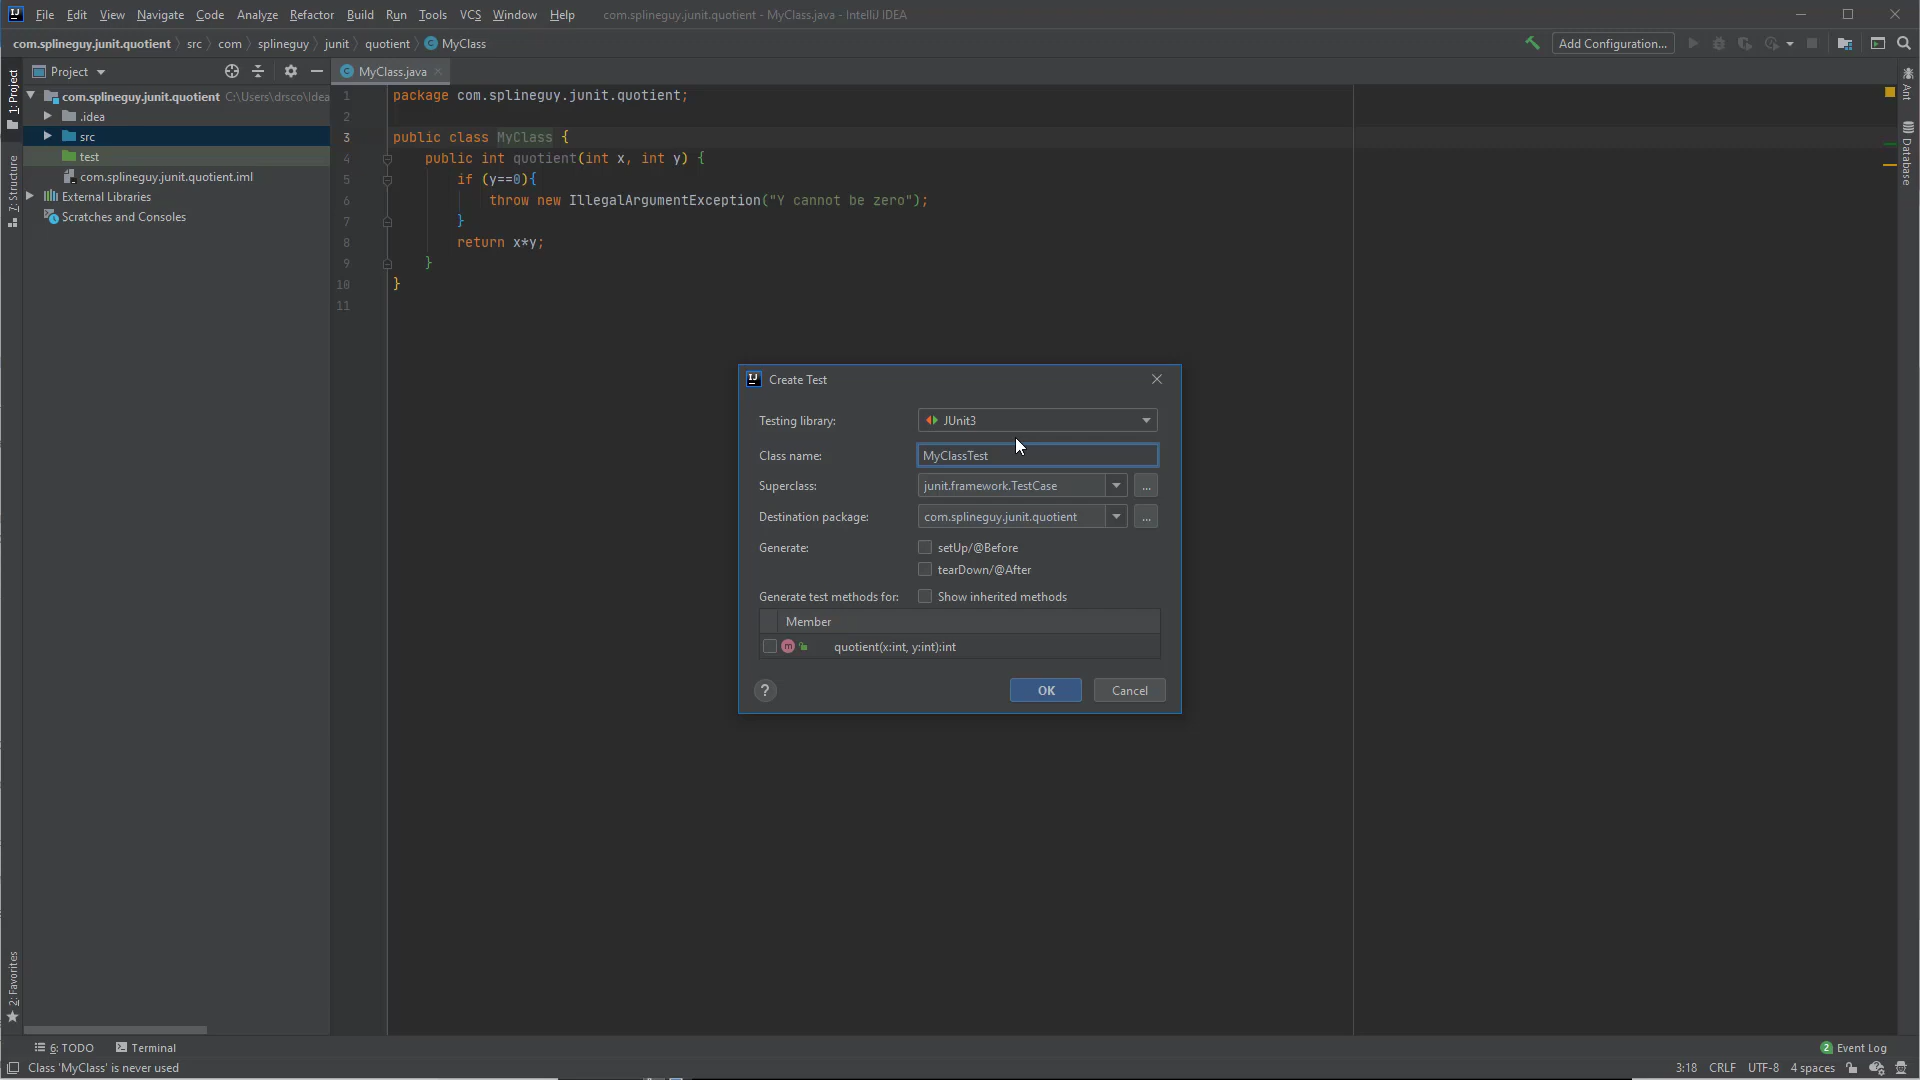 File Edit View Navigate Code Analyze Refactor Build Run Tools VCS Window Help com.splineguy.junit.quotient - MyClass.java - IntelliJ IDEA
com.splineguy.junit.quotient src com splineguy junit quotient MyClass
Add Configuration...
Project
MyClass.java
1: Project
7: Structure
2: Favorites
com.splineguy.junit.quotient C:\Users\drsco\Idea
.idea
src
test
com.splineguy.junit.quotient.iml
External Libraries
Scratches and Consoles
1 package com.splineguy.junit.quotient;
2
3 public class MyClass {
4 public int quotient(int x, int y) {
5 if (y==0){
6 throw new IllegalArgumentException("Y cannot be zero");
7 }
8 return x*y;
9 }
10 }
11
Ant
Database
Create Test
Testing library: JUnit3
Class name: MyClassTest
Superclass: junit.framework.TestCase ...
Destination package: com.splineguy.junit.quotient ...
Generate: setUp/@Before
tearDown/@After
Generate test methods for: Show inherited methods
Member
m quotient(x:int, y:int):int
? OK Cancel
6: TODO Terminal
2 Event Log
Class 'MyClass' is never used
3:18 CRLF UTF-8 4 spaces